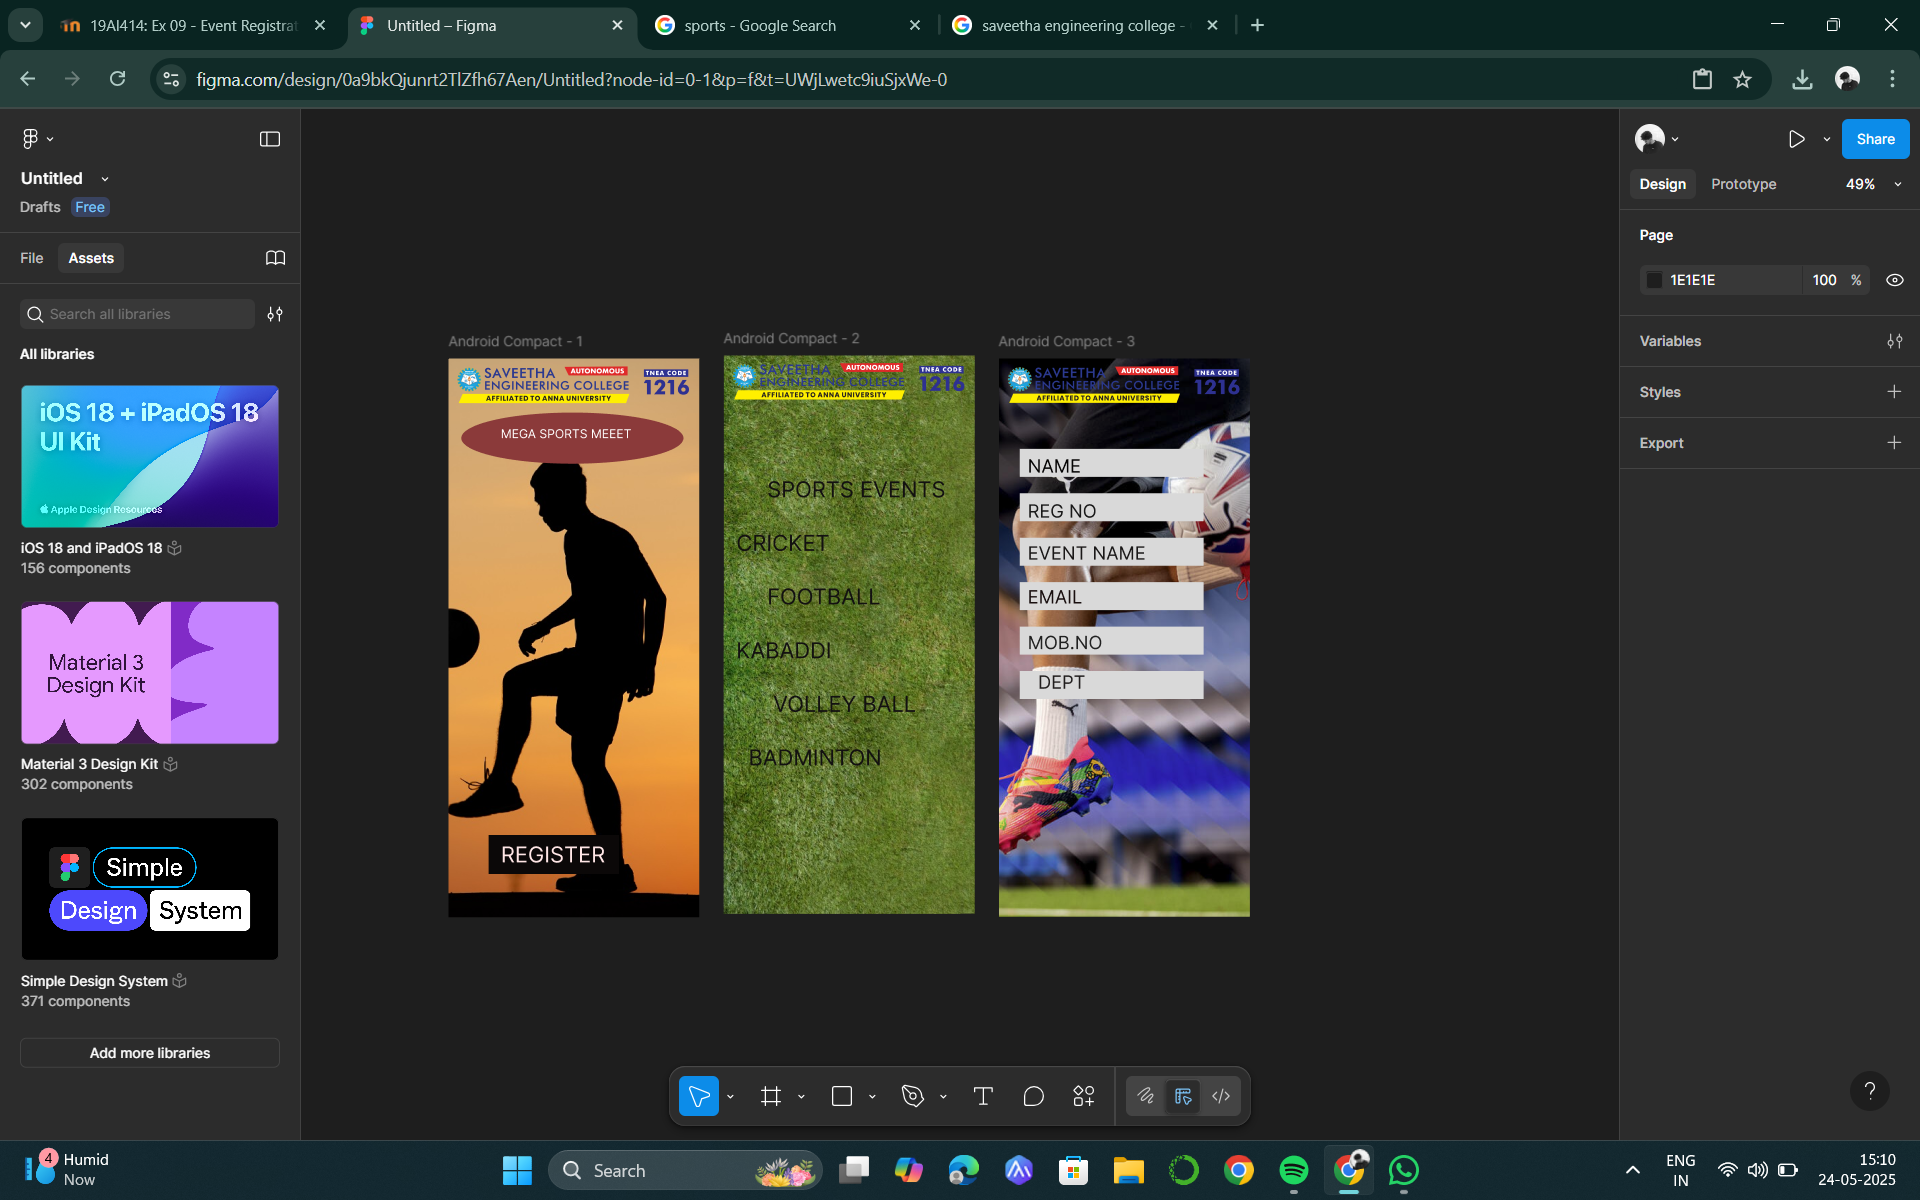 19AI414: Ex 09 - Event Registrat
Untitled – Figma
sports - Google Search
saveetha engineering college -
figma.com/design/0a9bkQjunrt2TlZfh67Aen/Untitled?node-id=0-1&p=f&t=UWjLwetc9iuSjxWe-0
Untitled
Drafts
Free
File
Assets
Search all libraries
All libraries
iOS 18 + iPadOS 18
UI Kit
Apple Design Resources
iOS 18 and iPadOS 18
156 components
Material 3
Design Kit
Material 3 Design Kit
302 components
Simple
Design
System
Simple Design System
371 components
Add more libraries
Android Compact - 1
SAVEETHA
AUTONOMOUS
ENGINEERING COLLEGE
AFFILIATED TO ANNA UNIVERSITY
TNEA CODE
1216
MEGA SPORTS MEEET
REGISTER
Android Compact - 2
SAVEETHA
AUTONOMOUS
ENGINEERING COLLEGE
AFFILIATED TO ANNA UNIVERSITY
TNEA CODE
1216
SPORTS EVENTS
CRICKET
FOOTBALL
KABADDI
VOLLEY BALL
BADMINTON
Android Compact - 3
SAVEETHA
AUTONOMOUS
ENGINEERING COLLEGE
AFFILIATED TO ANNA UNIVERSITY
TNEA CODE
1216
NAME
REG NO
EVENT NAME
EMAIL
MOB.NO
DEPT
Share
Design
Prototype
49%
Page
1E1E1E
100 %
Variables
Styles
Export
?
4
Humid
Now
Search
ENG
IN
15:10
24-05-2025